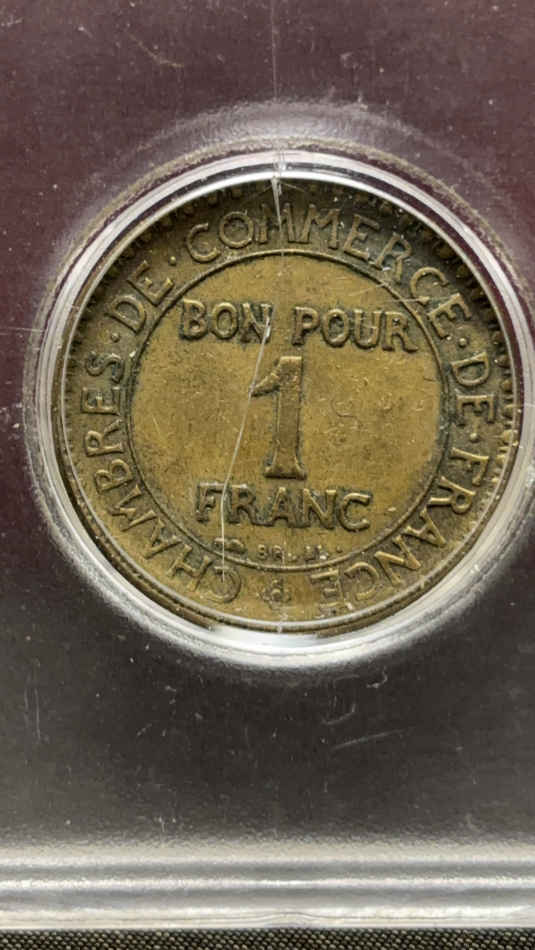 CHAMBRES · DE · COMMERCE · DE · FRANCE
BON POUR
1
FRANC